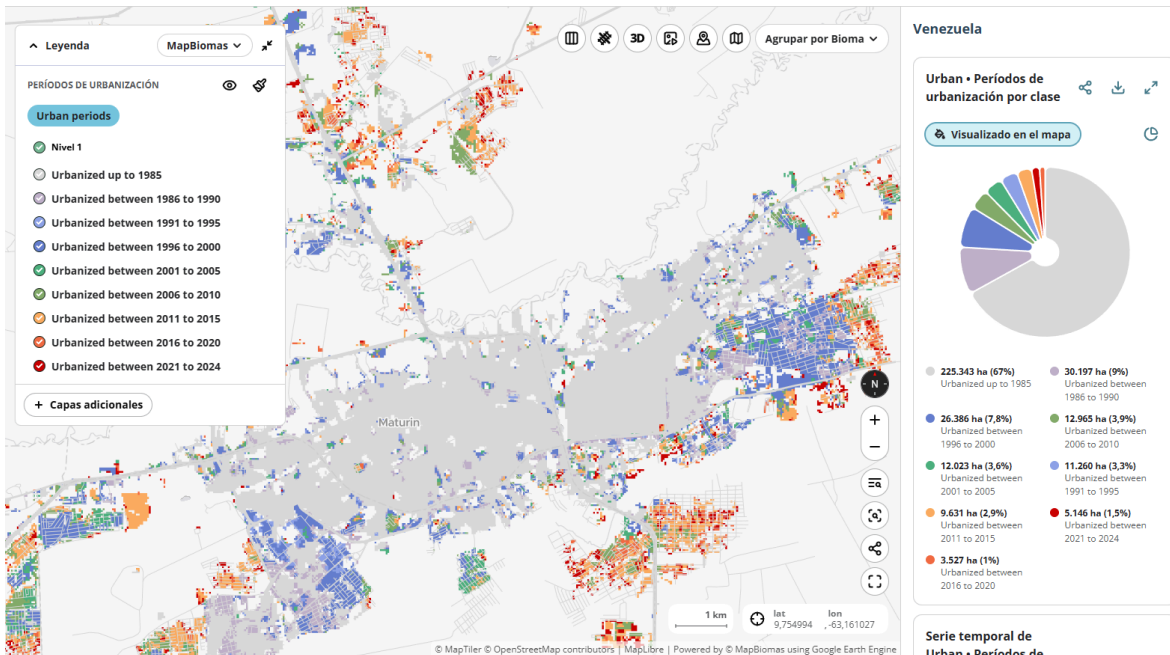 Leyenda
MapBiomas
PERÍODOS DE URBANIZACIÓN
Urban periods
Nivel 1
Urbanized up to 1985
Urbanized between 1986 to 1990
Urbanized between 1991 to 1995
Urbanized between 1996 to 2000
Urbanized between 2001 to 2005
Urbanized between 2006 to 2010
Urbanized between 2011 to 2015
Urbanized between 2016 to 2020
Urbanized between 2021 to 2024
+ Capas adicionales
3D
Agrupar por Bioma
Maturin
N
+
−
1 km
lat
9,754994
lon
, -63,161027
© MapTiler © OpenStreetMap contributors | MapLibre | Powered by © MapBiomas using Google Earth Engine
Venezuela
Urban • Períodos de
urbanización por clase
Visualizado en el mapa
225.343 ha (67%)
Urbanized up to 1985
30.197 ha (9%)
Urbanized between
1986 to 1990
26.386 ha (7,8%)
Urbanized between
1996 to 2000
12.965 ha (3,9%)
Urbanized between
2006 to 2010
12.023 ha (3,6%)
Urbanized between
2001 to 2005
11.260 ha (3,3%)
Urbanized between
1991 to 1995
9.631 ha (2,9%)
Urbanized between
2011 to 2015
5.146 ha (1,5%)
Urbanized between
2021 to 2024
3.527 ha (1%)
Urbanized between
2016 to 2020
Serie temporal de
Urban • Períodos de